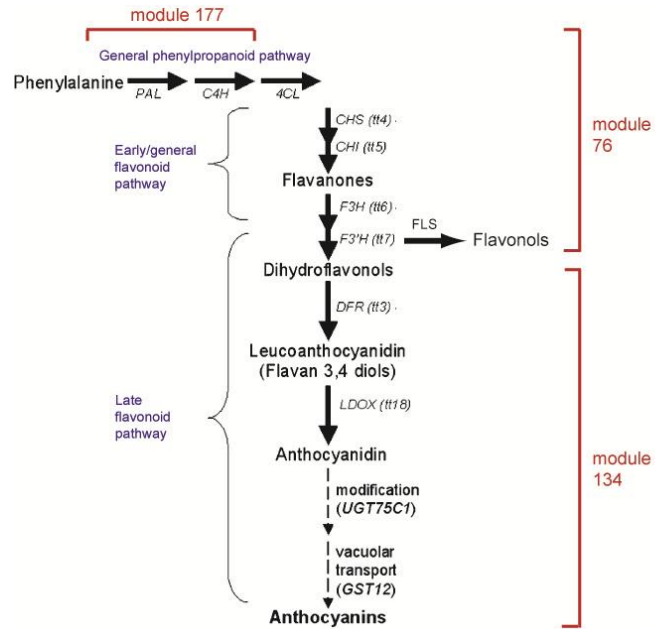 module 177
General phenylpropanoid pathway
Phenylalanine
PAL
C4H
4CL
module
76
CHS (tt4)
CHI (tt5)
Early/general
flavonoid
pathway
Flavanones
F3H (tt6)
F3'H (tt7)
FLS
Flavonols
Dihydroflavonols
DFR (tt3)
Leucoanthocyanidin
(Flavan 3,4 diols)
Late
flavonoid
pathway
LDOX (tt18)
Anthocyanidin
module
134
modification
(UGT75C1)
vacuolar
transport
(GST12)
Anthocyanins